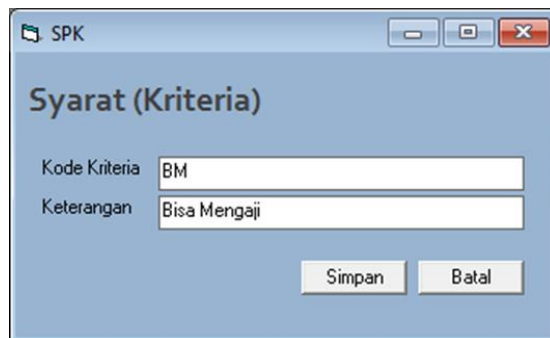 SPK
Syarat (Kriteria)
Kode Kriteria BM
Keterangan Bisa Mengaji
Simpan Batal